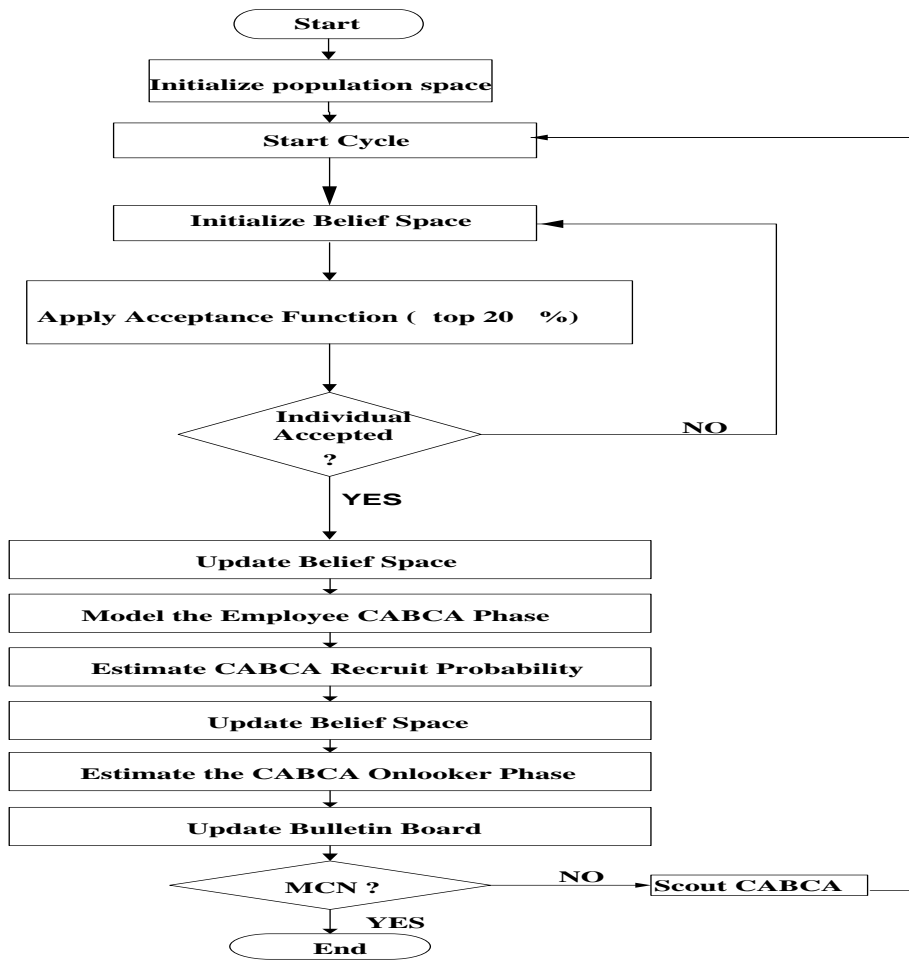 Start
Initialize population space
Start Cycle
Initialize Belief Space
Apply Acceptance Function ( top 20 %)
Individual
Accepted
?
NO
YES
Update Belief Space
Model the Employee CABCA Phase
Estimate CABCA Recruit Probability
Update Belief Space
Estimate the CABCA Onlooker Phase
Update Bulletin Board
MCN ?
NO
Scout CABCA
YES
End